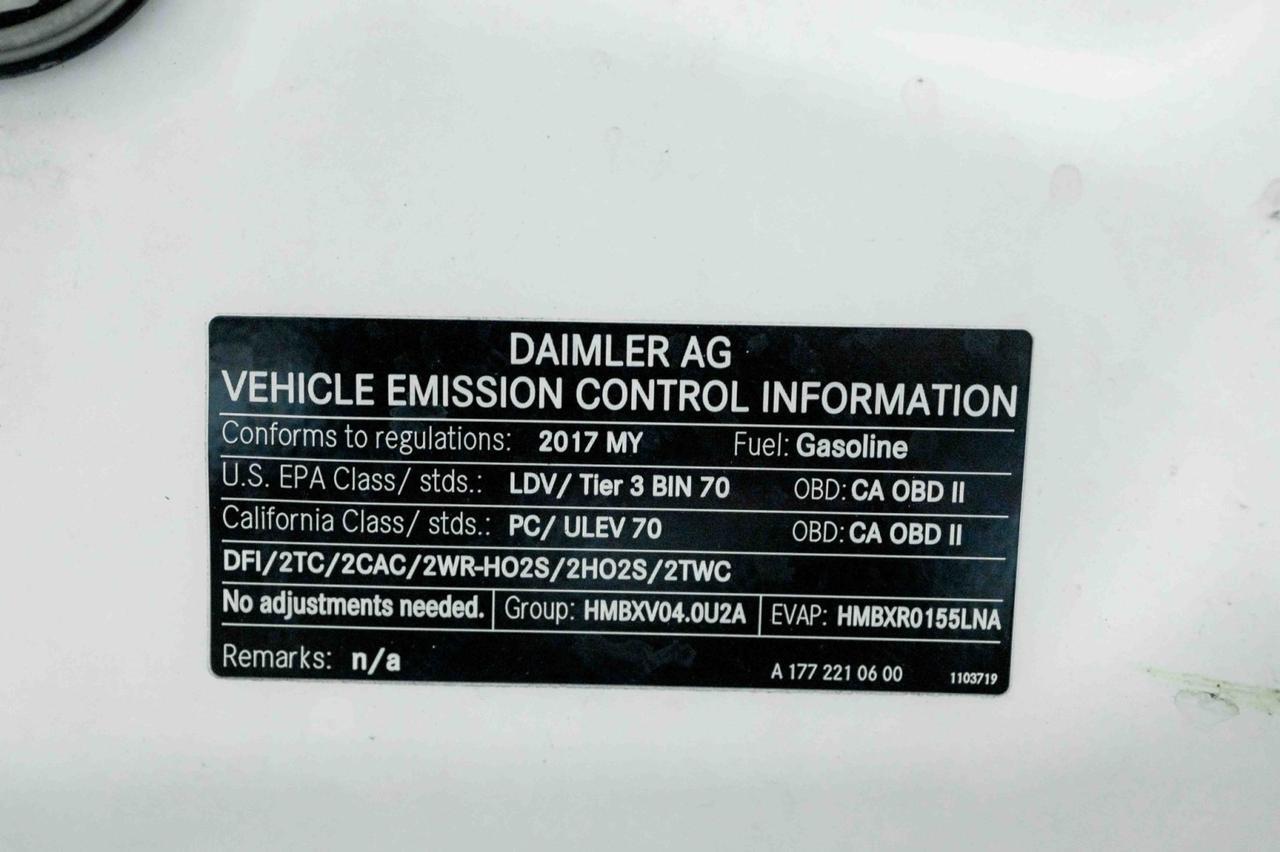 DAIMLER AG
VEHICLE EMISSION CONTROL INFORMATION
Conforms to regulations: 2017 MY Fuel: Gasoline
U.S. EPA Class/ stds.: LDV/ Tier 3 BIN 70 OBD: CA OBD II
California Class/ stds.: PC/ ULEV 70 OBD: CA OBD II
DFI/2TC/2CAC/2WR-HO2S/2HO2S/2TWC
No adjustments needed. Group: HMBXV04.0U2A EVAP: HMBXR0155LNA
Remarks: n/a A 177 221 06 00 1103719